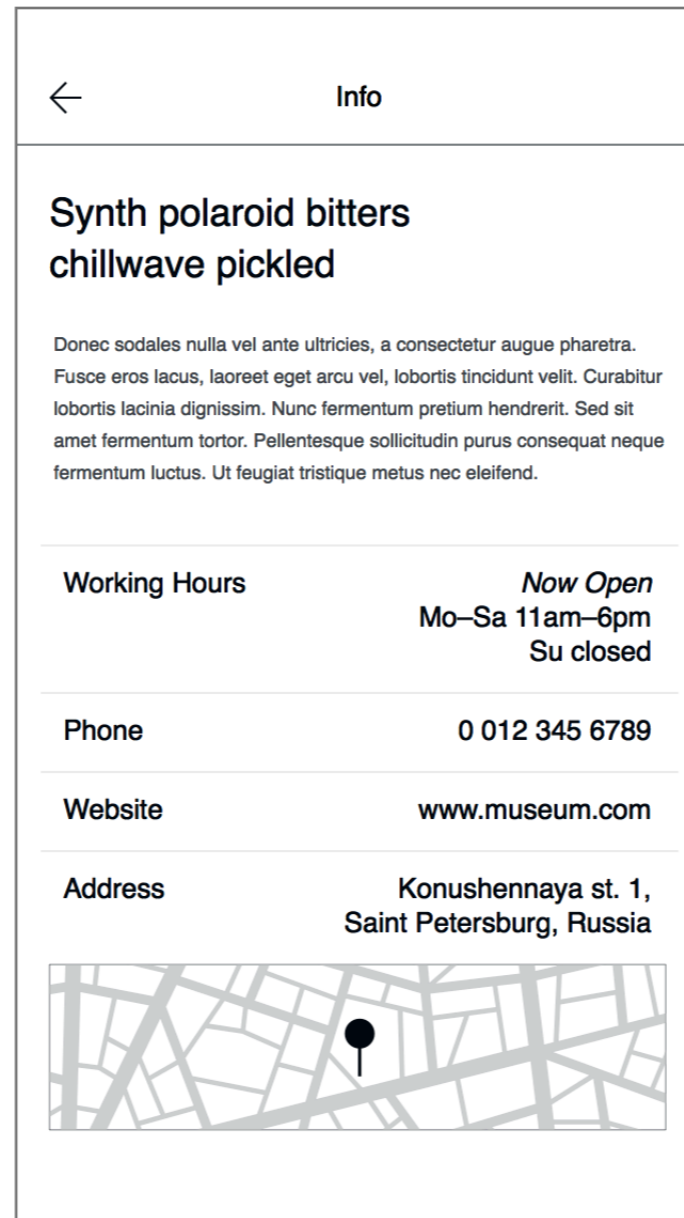 Info
Synth polaroid bitters
chillwave pickled
Donec sodales nulla vel ante ultricies, a consectetur augue pharetra.
Fusce eros lacus, laoreet eget arcu vel, lobortis tincidunt velit. Curabitur
lobortis lacinia dignissim. Nunc fermentum pretium hendrerit. Sed sit
amet fermentum tortor. Pellentesque sollicitudin purus consequat neque
fermentum luctus. Ut feugiat tristique metus nec eleifend.
Working Hours Now Open
Mo–Sa 11am–6pm
Su closed
Phone 0 012 345 6789
Website www.museum.com
Address Konushennaya st. 1,
Saint Petersburg, Russia